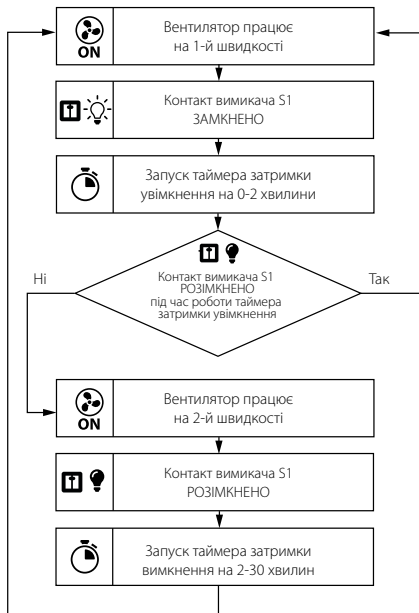 Вентилятор працює
на 1-й швидкості
ON
Контакт вимикача S1
ЗАМКНЕНО
Запуск таймера затримки
увімкнення на 0-2 хвилини
Ні
Контакт вимикача S1
РОЗІМКНЕНО
під час роботи таймера
затримки увімкнення
Так
Вентилятор працює
на 2-й швидкості
ON
Контакт вимикача S1
РОЗІМКНЕНО
Запуск таймера затримки
вимкнення на 2-30 хвилин